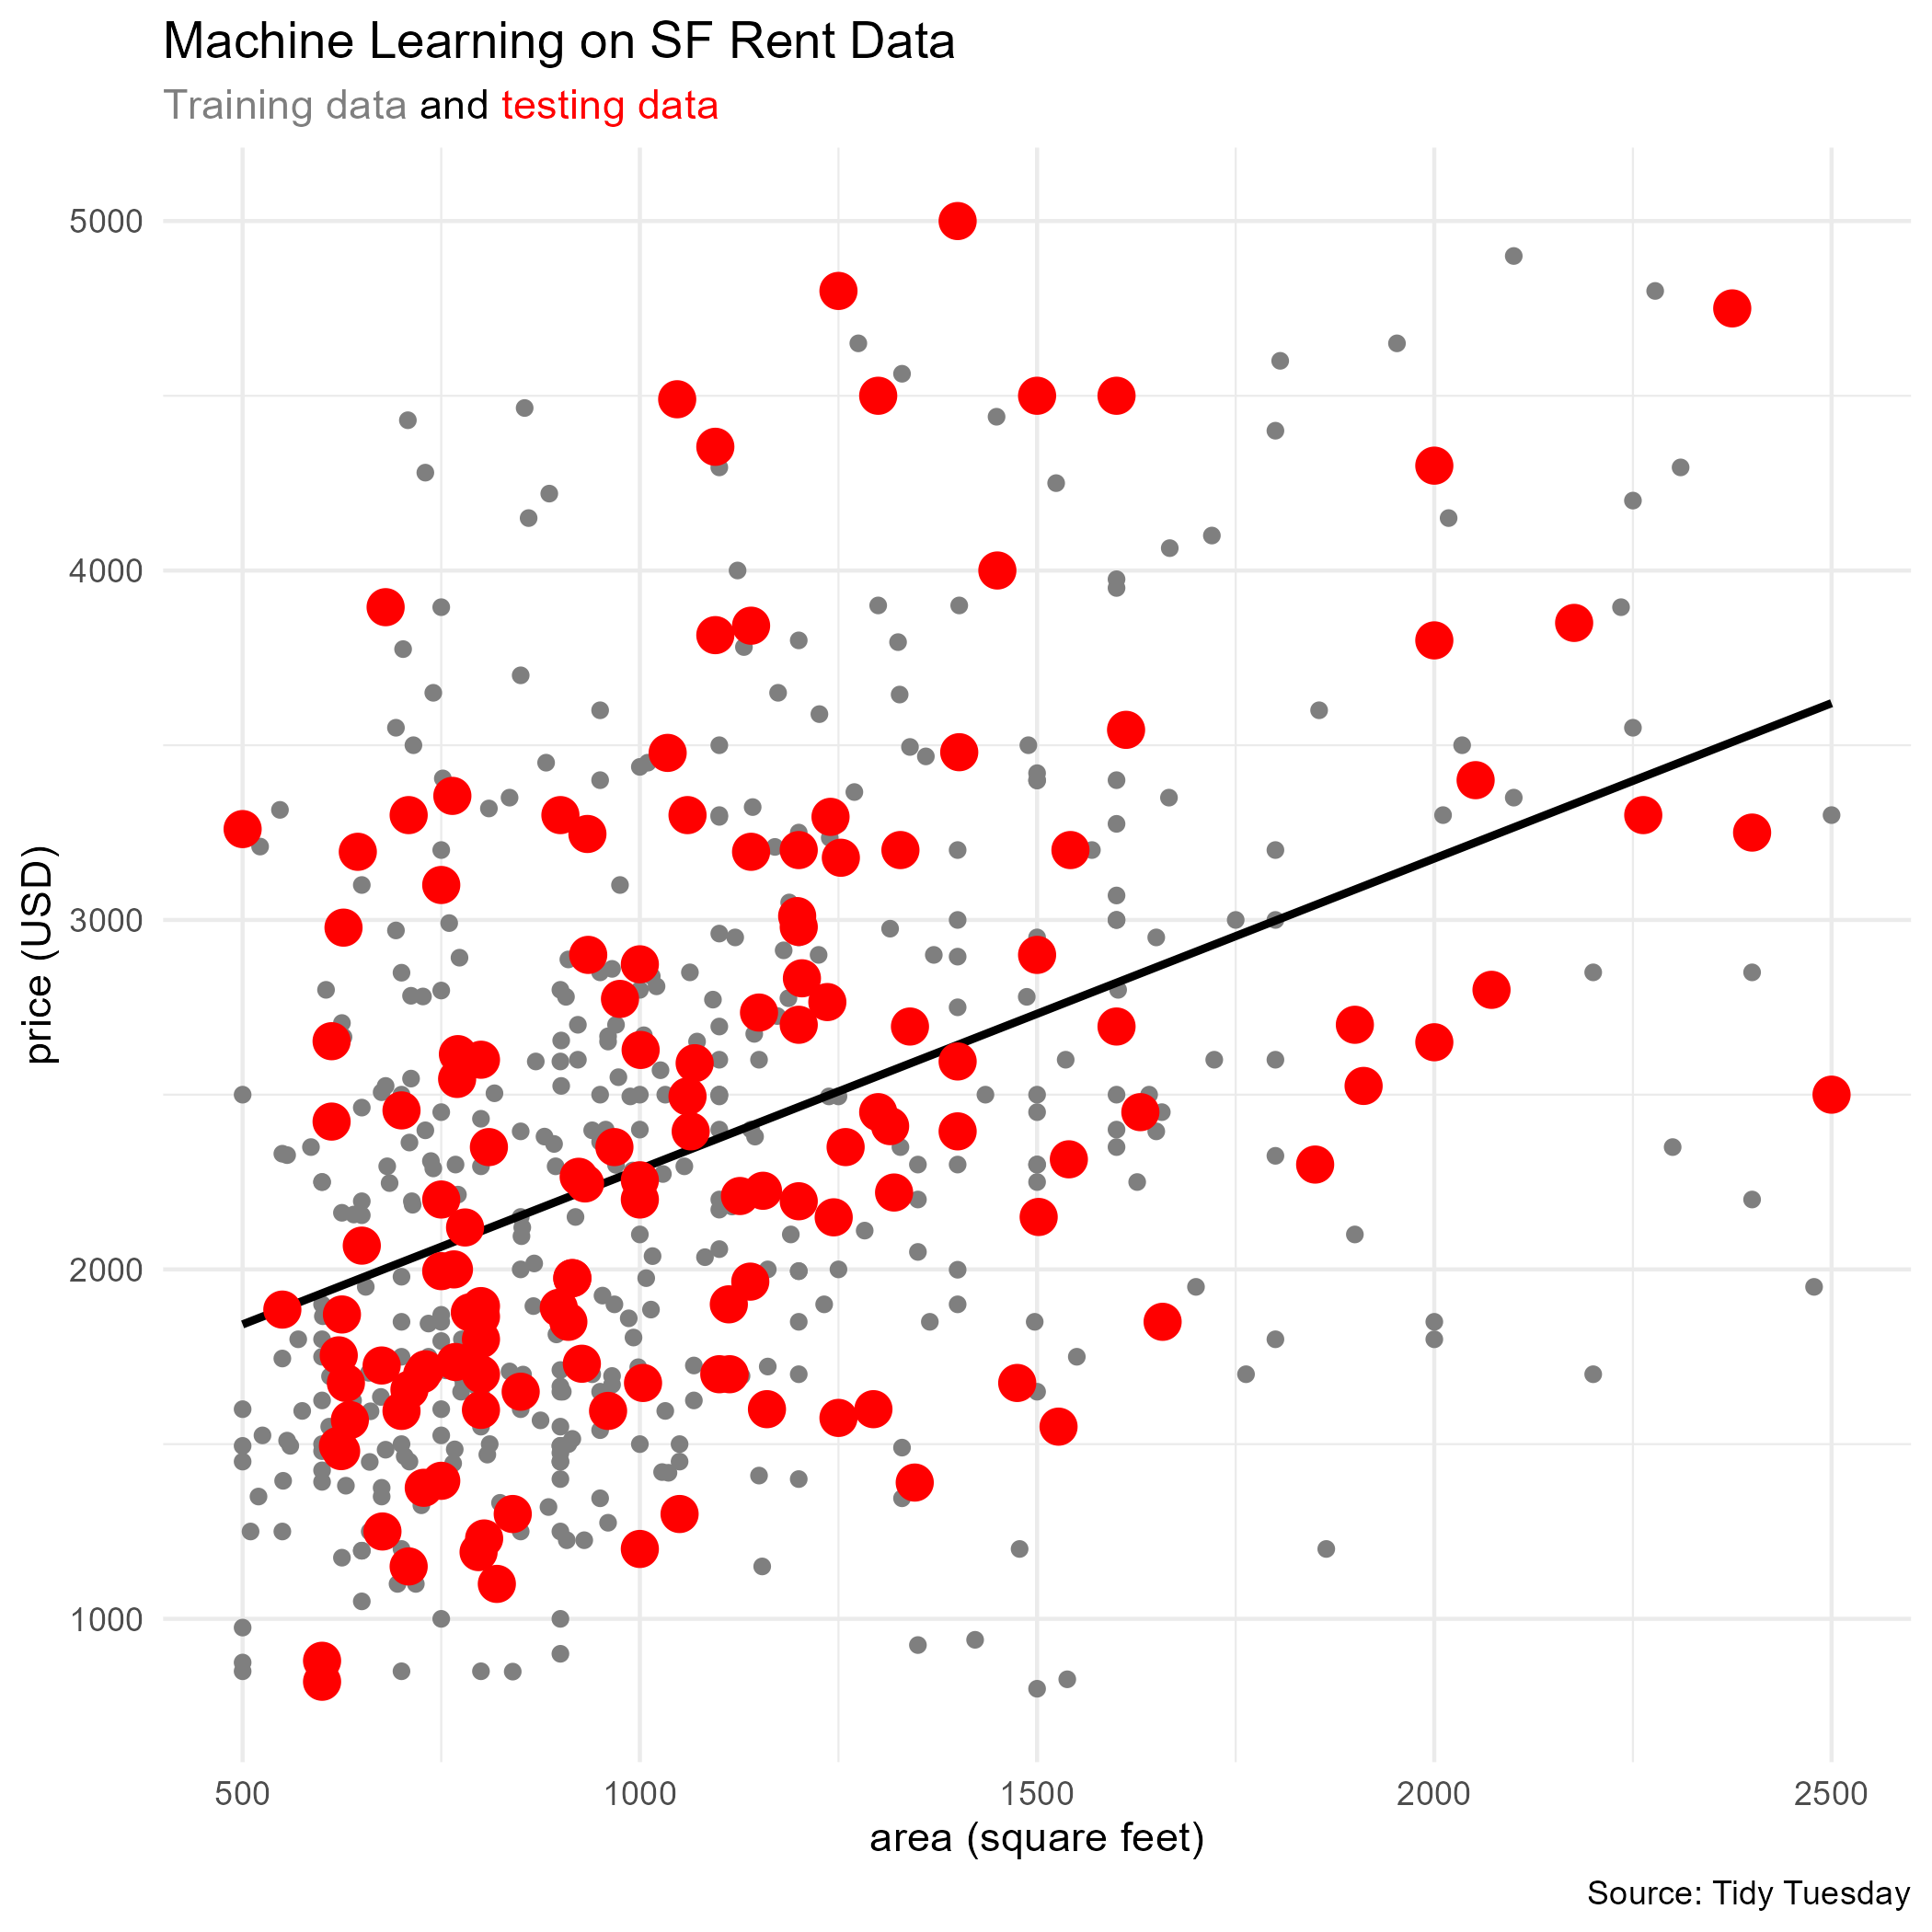 Machine Learning on SF Rent Data
Training data and testing data
5000
4000
3000
2000
1000
price (USD)
500 1000 1500 2000 2500
area (square feet)
Source: Tidy Tuesday